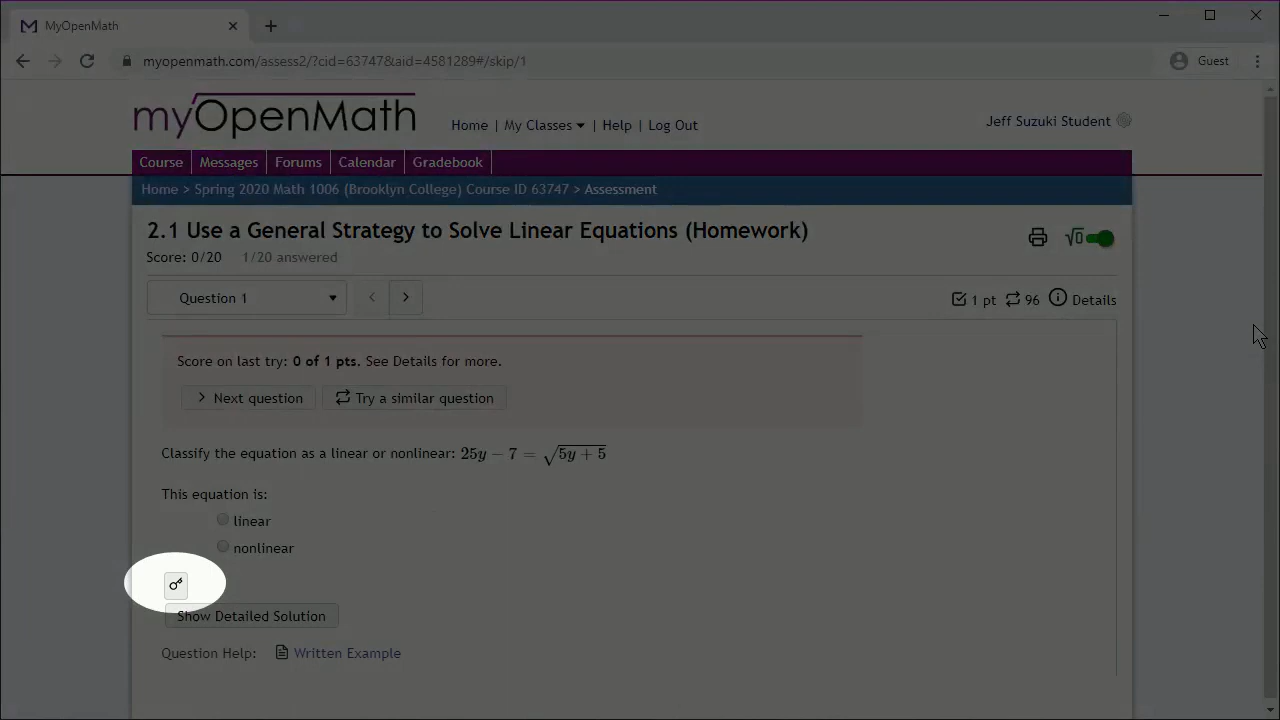 MyOpenMath
myopenmath.com/assess2/?cid=63747&aid=4581289#/skip/1
Guest
myOpenMath
Home | My Classes | Help | Log Out
Jeff Suzuki Student
Course Messages Forums Calendar Gradebook
Home > Spring 2020 Math 1006 (Brooklyn College) Course ID 63747 > Assessment
2.1 Use a General Strategy to Solve Linear Equations (Homework)
Score: 0/20 1/20 answered
√0
Question 1
1 pt 96 Details
Score on last try: 0 of 1 pts. See Details for more.
Next question Try a similar question
Classify the equation as a linear or nonlinear: 25y − 7 = √(5y + 5)
This equation is:
linear
nonlinear
Show Detailed Solution
Question Help: Written Example